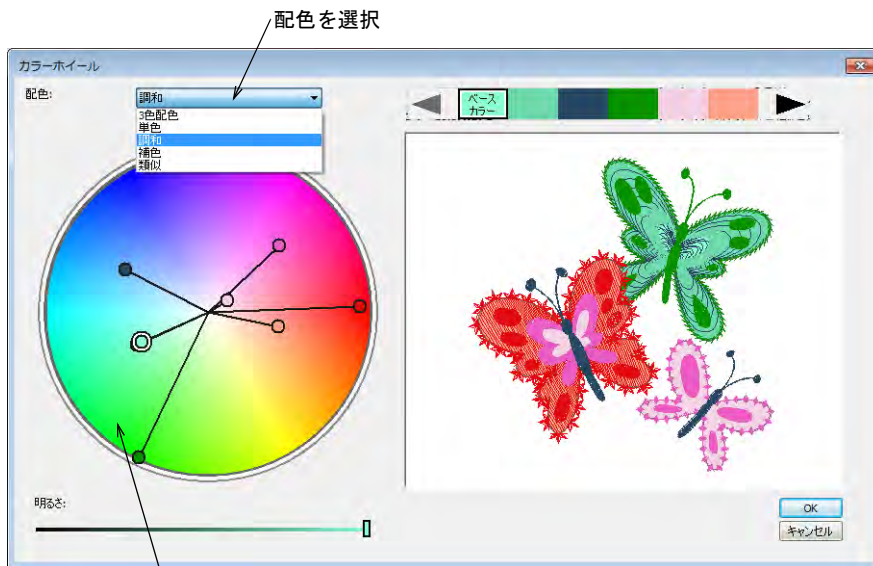 配色を選択
カラーホイール
配色:
調和
3色配色
単色
調和
補色
類似
ベース
カラー
明るさ:
OK
キャンセル